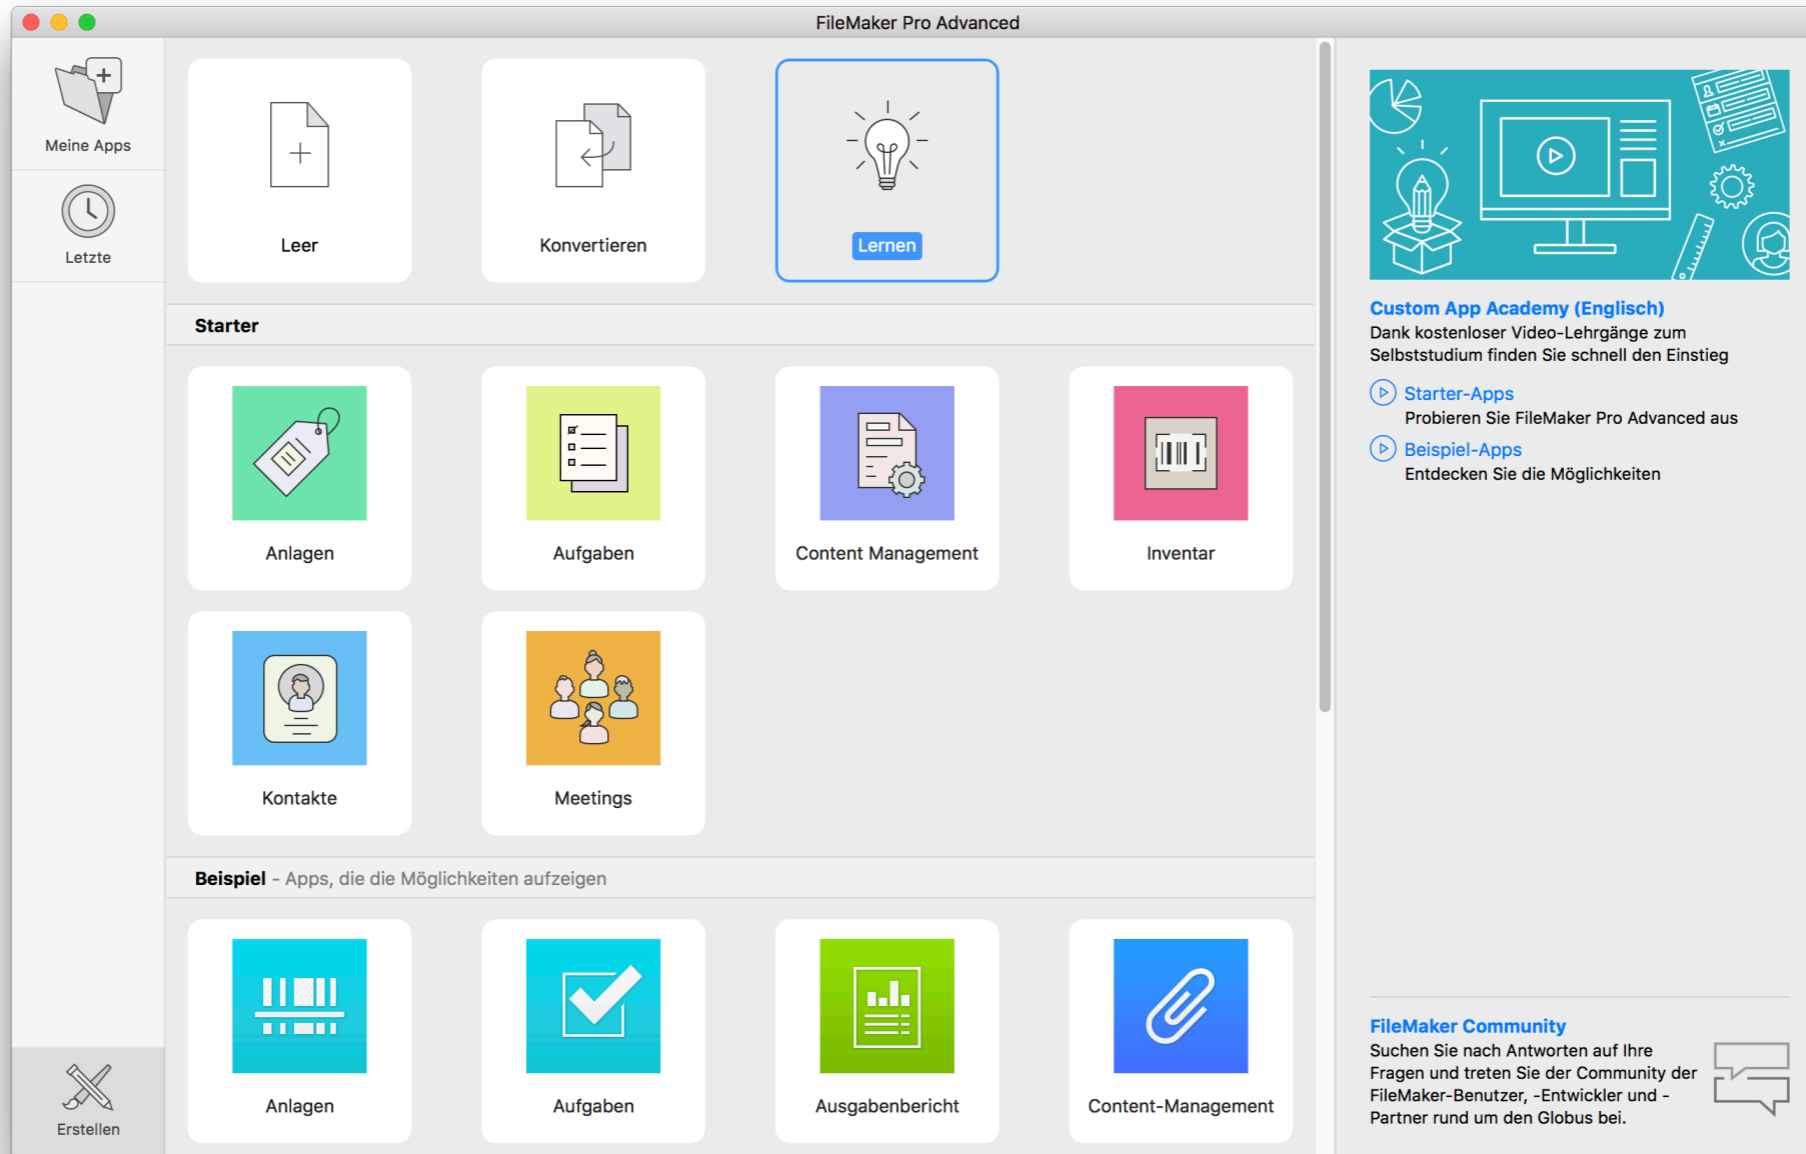 FileMaker Pro Advanced
Meine Apps
Letzte
Erstellen
Leer
Konvertieren
Lernen
Starter
Anlagen
Aufgaben
Content Management
Inventar
Kontakte
Meetings
Beispiel - Apps, die die Möglichkeiten aufzeigen
Anlagen
Aufgaben
Ausgabenbericht
Content-Management
Custom App Academy (Englisch)
Dank kostenloser Video-Lehrgänge zum
Selbststudium finden Sie schnell den Einstieg
Starter-Apps
Probieren Sie FileMaker Pro Advanced aus
Beispiel-Apps
Entdecken Sie die Möglichkeiten
FileMaker Community
Suchen Sie nach Antworten auf Ihre
Fragen und treten Sie der Community der
FileMaker-Benutzer, -Entwickler und -
Partner rund um den Globus bei.